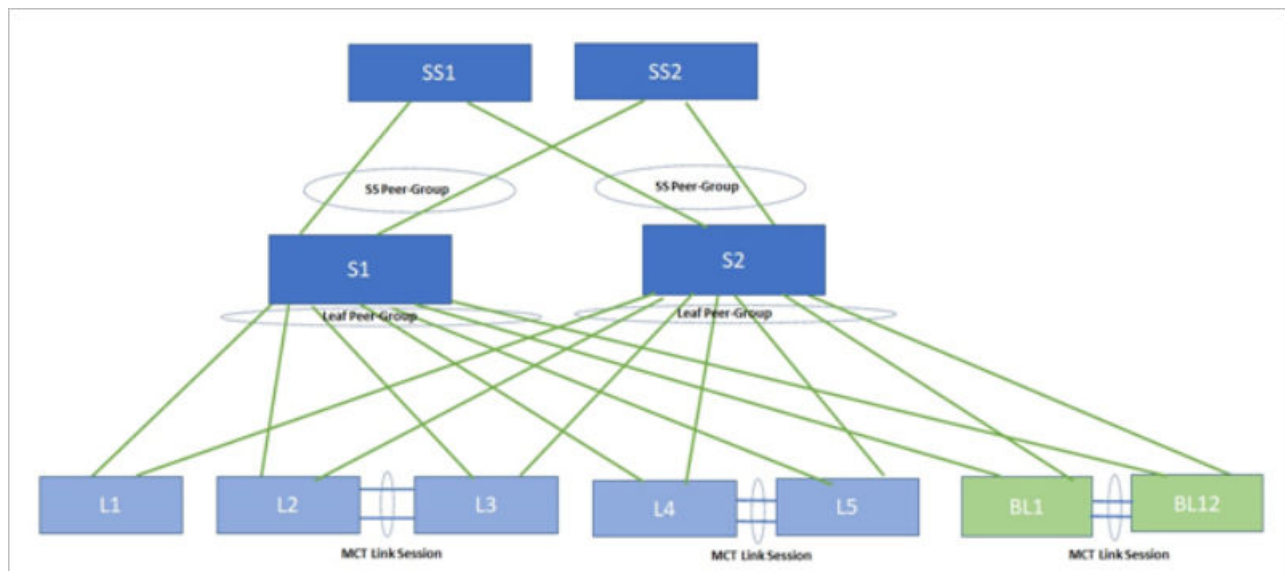 SS1
SS2
SS Peer-Group
SS Peer-Group
S1
S2
Leaf Peer-Group
Leaf Peer-Group
L1
L2
L3
L4
L5
BL1
BL12
MCT Link Session
MCT Link Session
MCT Link Session